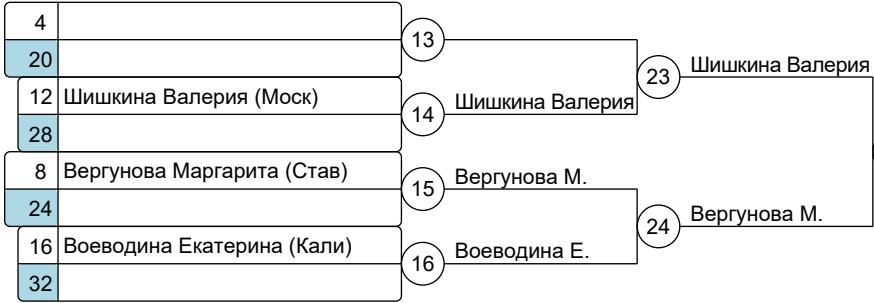 4
13
20
23 Шишкина Валерия
12 Шишкина Валерия (Моск)
14 Шишкина Валерия
28
8 Вергунова Маргарита (Став)
15 Вергунова М.
24
24 Вергунова М.
16 Воеводина Екатерина (Кали)
16 Воеводина Е.
32